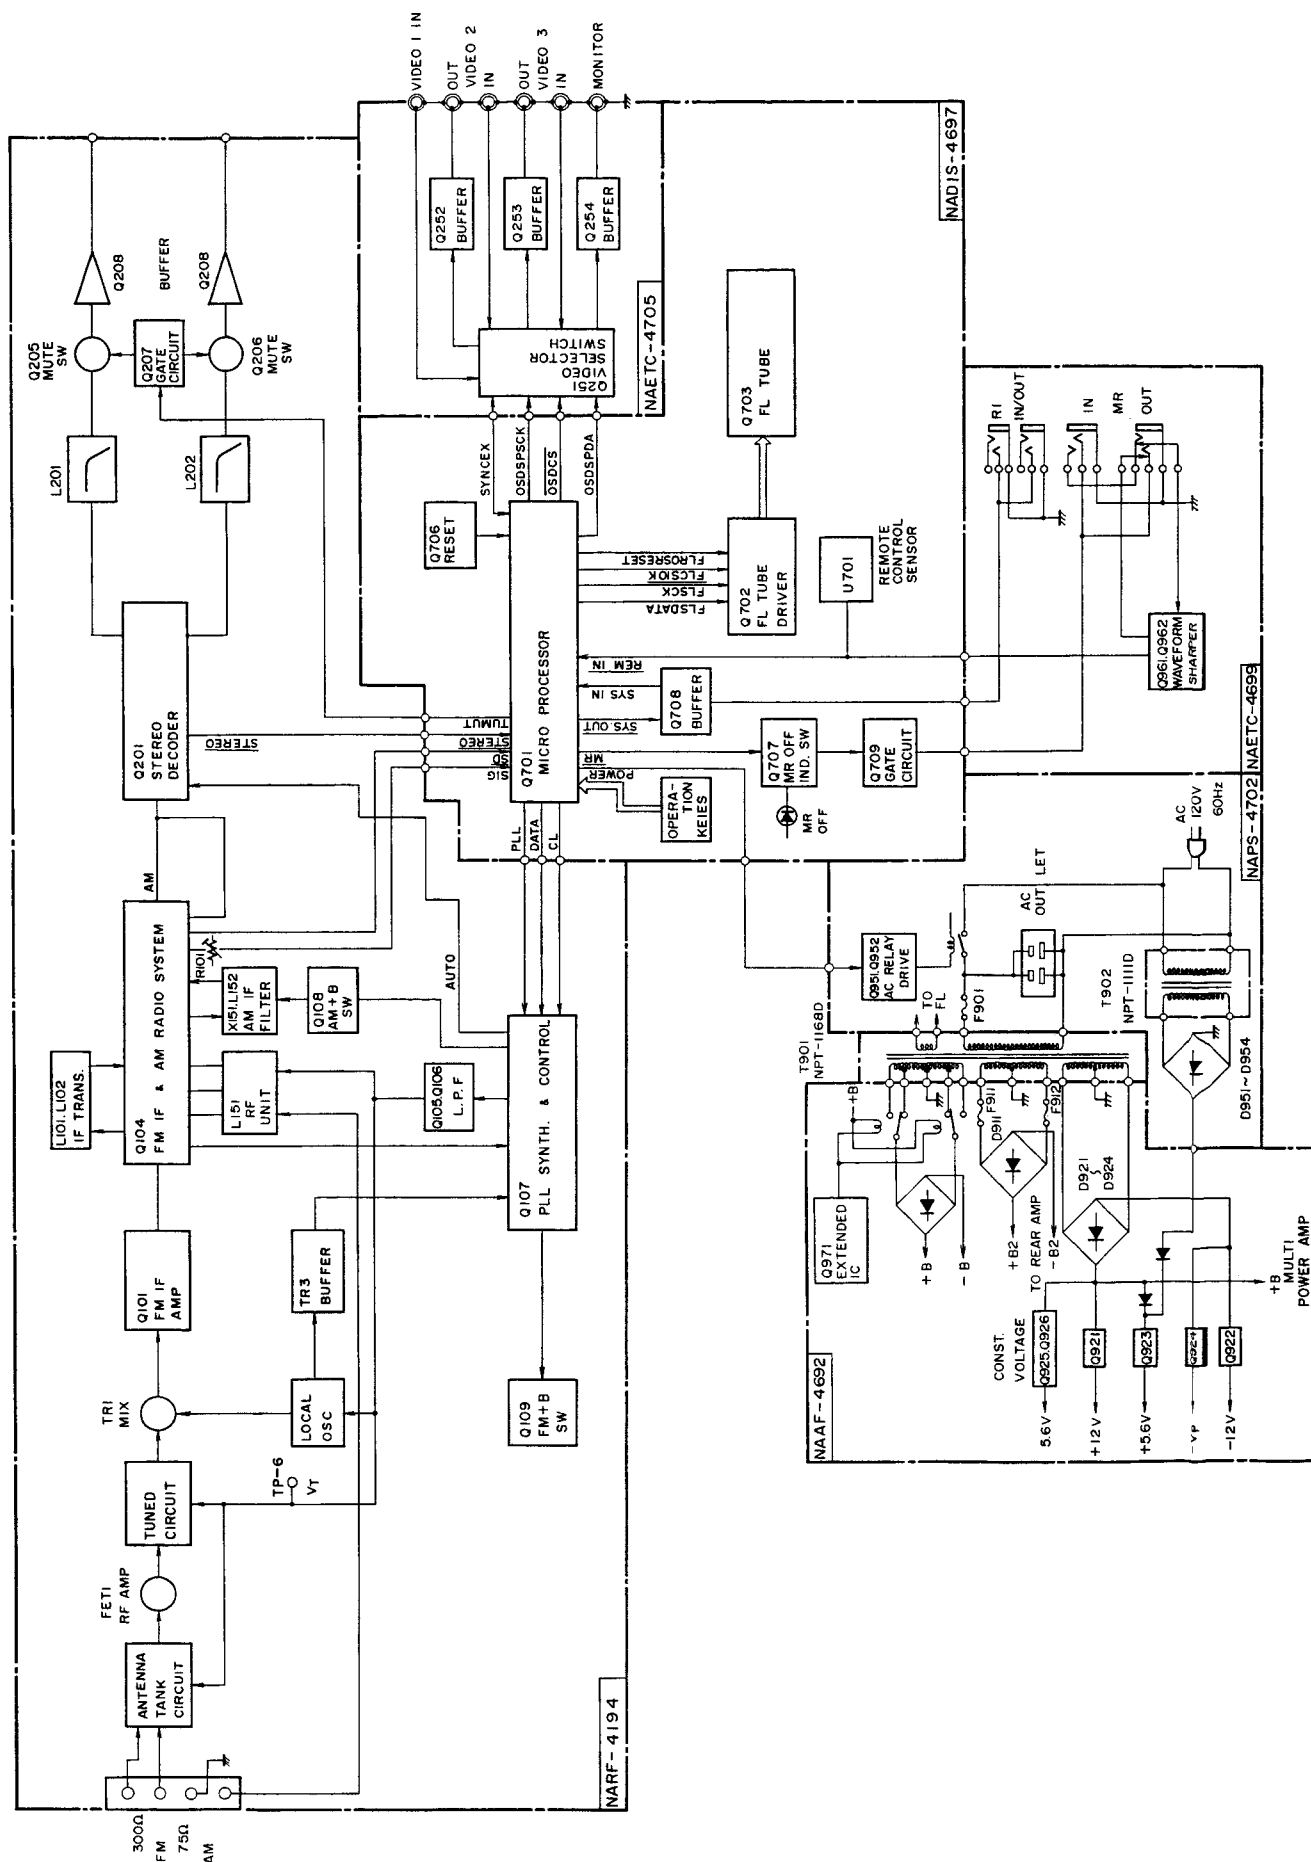 300Ω
FM
75Ω
AM
ANTENNA
TANK
CIRCUIT
FET1
RF AMP
TUNED
CIRCUIT
TP-6
VT
TR1
MIX
LOCAL
OSC
Q101
FM IF
AMP
TR3
BUFFER
Q109
FM+B
SW
L101.L102
IF TRANS.
Q104
FM IF & AM RADIO SYSTEM
L151
RF
UNIT
X151.L152
AM IF
FILTER
Q108
AM+B
SW
R101
Q105.Q106
L.P.F
Q107
PLL SYNTH. & CONTROL
AM
AUTO
Q201
STEREO
DECODER
STEREO
L201
L202
Q205
MUTE
SW
Q207
GATE
CIRCUIT
Q206
MUTE
SW
Q208
BUFFER
Q208
NARF-4194
PLL
DATA
CL
SIG
SD
STEREO
TUMUT
Q701
MICRO PROCESSOR
Q706
RESET
SYNCEX
OSDSPSCK
OSDCS
OSDSPDA
POWER
MR
SYS.OUT
SYS IN
REM IN
FLSDATA
FLSCK
FLCSIOK
FLROSRESET
OPERA-
TION
KEIES
MR
OFF
Q707
MR OFF
IND. SW
Q709
GATE
CIRCUIT
Q708
BUFFER
Q702
FL TUBE
DRIVER
Q703
FL TUBE
U701
REMOTE
CONTROL
SENSOR
NADIS-4697
Q251
VIDEO
SELECTOR
SWITCH
Q252
BUFFER
Q253
BUFFER
Q254
BUFFER
VIDEO 1 IN
OUT
VIDEO 2
IN
OUT
VIDEO 3
IN
MONITOR
NAETC-4705
RI
IN/OUT
IN
MR
OUT
Q961.Q962
WAVEFORM
SHARPER
NAETC-4699
NAPS-4702
AC
120V
60Hz
AC
OUT LET
Q951.Q952
AC RELAY
DRIVE
TO
FL
F901
T902
NPT-1111D
D951~D954
T901
NPT-1168D
+B
F911
D911
F912
D921
~
D924
Q971
EXTENDED
IC
+B
-B
+B2
TO REAR AMP
-B2
CONST.
VOLTAGE
Q925.Q926
Q921
Q923
Q924
Q922
5.6V
+12V
+5.6V
-VP
-12V
+B
MULTI
POWER AMP
NAAF-4692